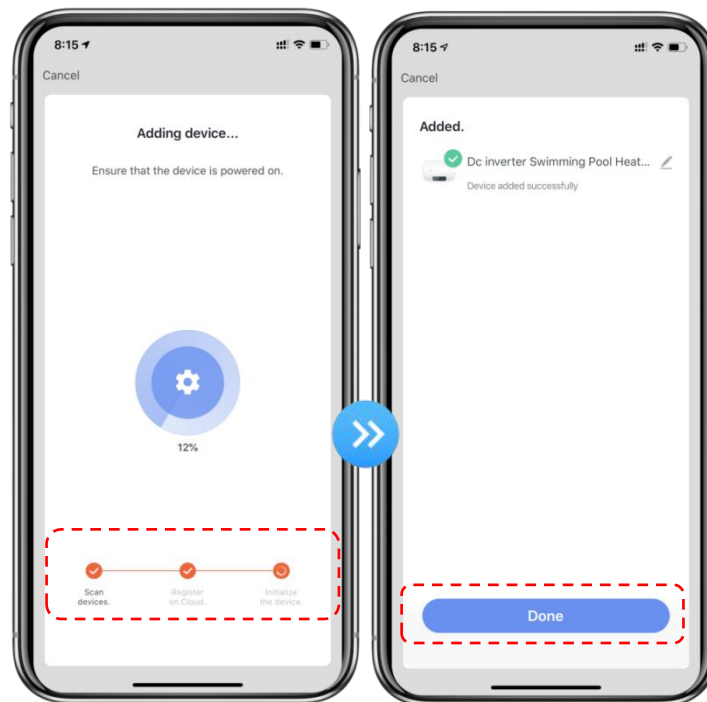 8:15
Cancel
Adding device...
Ensure that the device is powered on.
12%
Scan
devices.
Register
on Cloud.
Initialize
the device.
8:15
Cancel
Added.
Dc inverter Swimming Pool Heat...
Device added successfully
Done